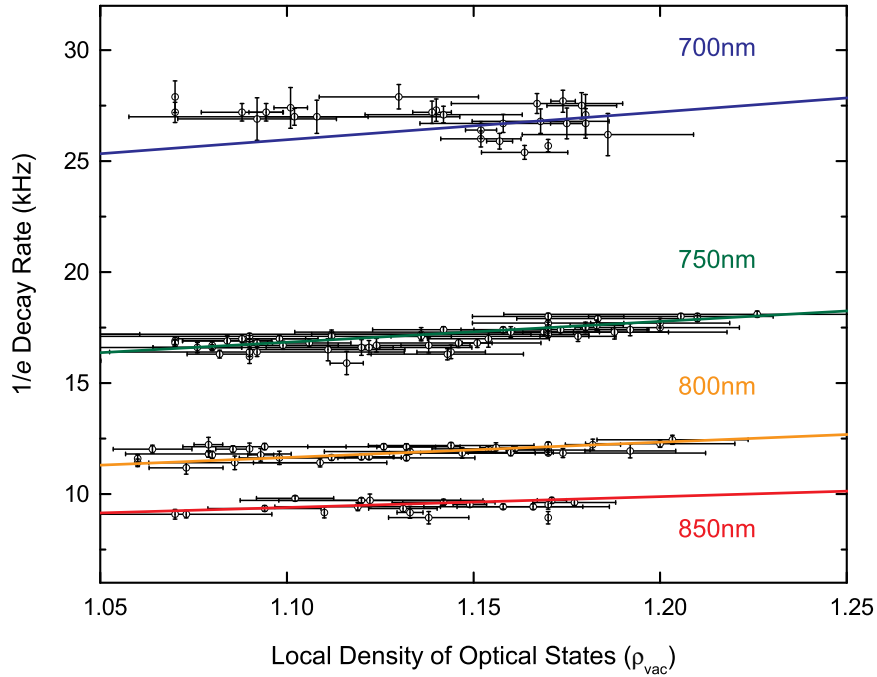 30
25
20
15
10
1.05
1.10
1.15
1.20
1.25
1/e Decay Rate (kHz)
Local Density of Optical States (ρvac)
700nm
750nm
800nm
850nm